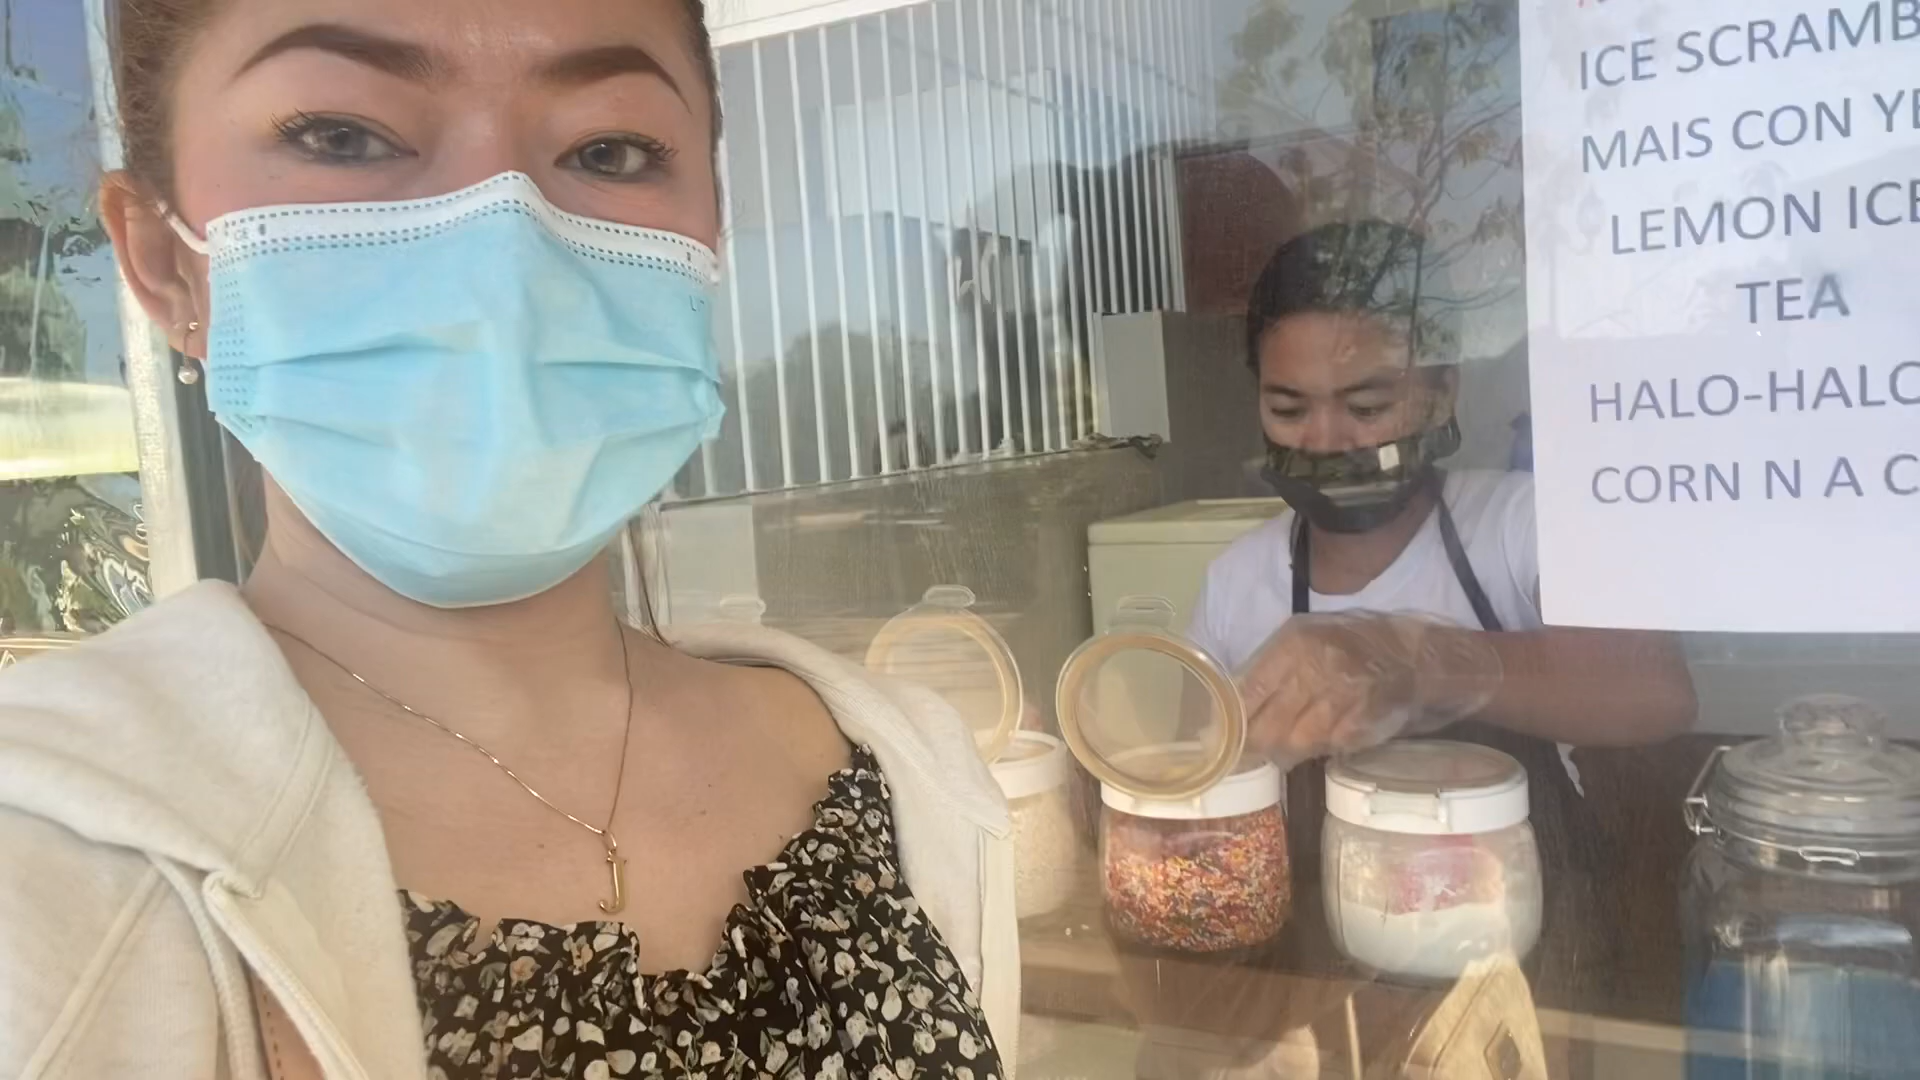 ICE SCRAMB
MAIS CON YE
LEMON ICE
TEA
HALO-HALO
CORN N A C